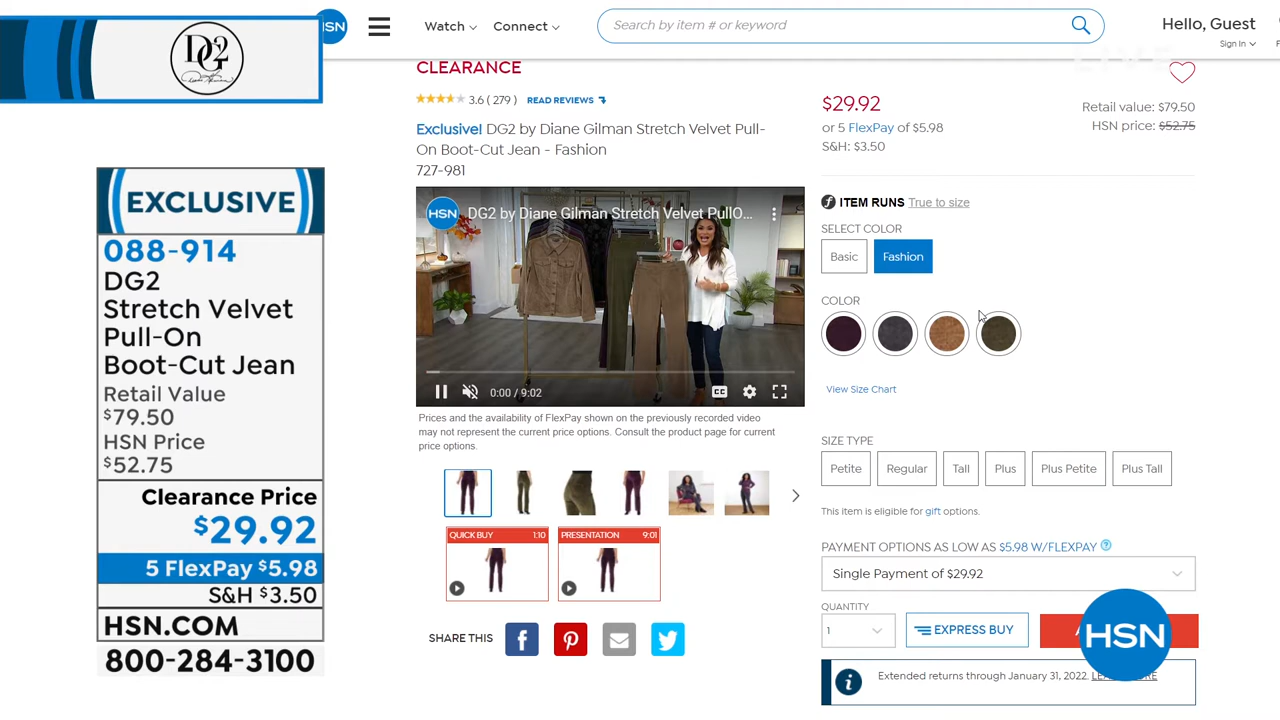 DG2
HSN
Watch
Connect
Search by item # or keyword
Hello, Guest
Sign In
LIVE
EXCLUSIVE
088-914
DG2
Stretch Velvet
Pull-On
Boot-Cut Jean
Retail Value
$79.50
HSN Price
$52.75
Clearance Price
$29.92
5 FlexPay $5.98
S&H $3.50
HSN.COM
800-284-3100
CLEARANCE
3.6 ( 279 ) READ REVIEWS
Exclusive! DG2 by Diane Gilman Stretch Velvet Pull-
On Boot-Cut Jean - Fashion
727-981
HSN DG2 by Diane Gilman Stretch Velvet PullO...
0:00 / 9:02
CC
Prices and the availability of FlexPay shown on the previously recorded video
may not represent the current price options. Consult the product page for current
price options.
QUICK BUY 1:10
PRESENTATION 9:01
SHARE THIS
$29.92
or 5 FlexPay of $5.98
S&H: $3.50
Retail value: $79.50
HSN price: $52.75
ITEM RUNS True to size
SELECT COLOR
Basic
Fashion
COLOR
View Size Chart
SIZE TYPE
Petite
Regular
Tall
Plus
Plus Petite
Plus Tall
This item is eligible for gift options.
PAYMENT OPTIONS AS LOW AS $5.98 W/FLEXPAY
Single Payment of $29.92
QUANTITY
1
EXPRESS BUY
HSN
Extended returns through January 31, 2022.